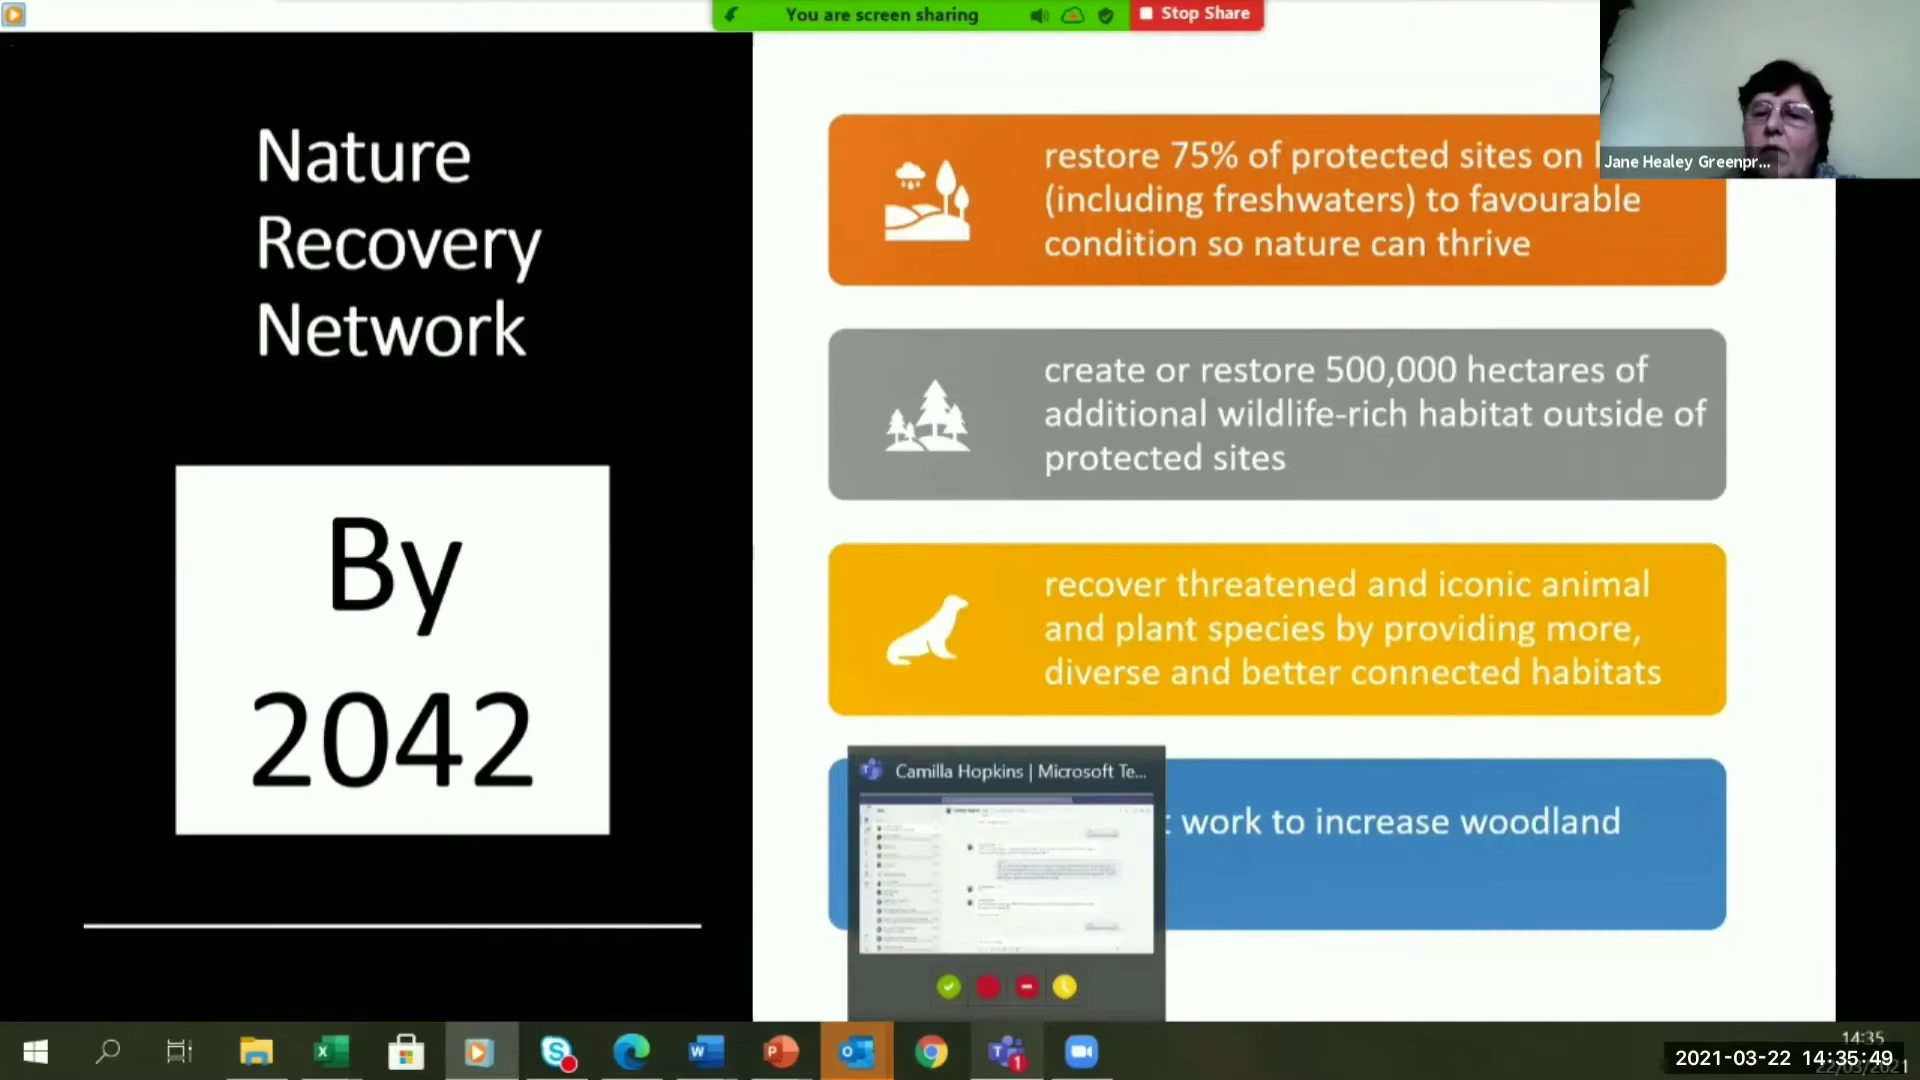 You are screen sharing
Stop Share
Nature
Recovery
Network
By
2042
restore 75% of protected sites on
(including freshwaters) to favourable
condition so nature can thrive
Jane Healey Greenpr...
create or restore 500,000 hectares of
additional wildlife-rich habitat outside of
protected sites
recover threatened and iconic animal
and plant species by providing more,
diverse and better connected habitats
work to increase woodland
Camilla Hopkins | Microsoft Te...
1
14:35
2021-03-22 14:35:49
22/03/2021